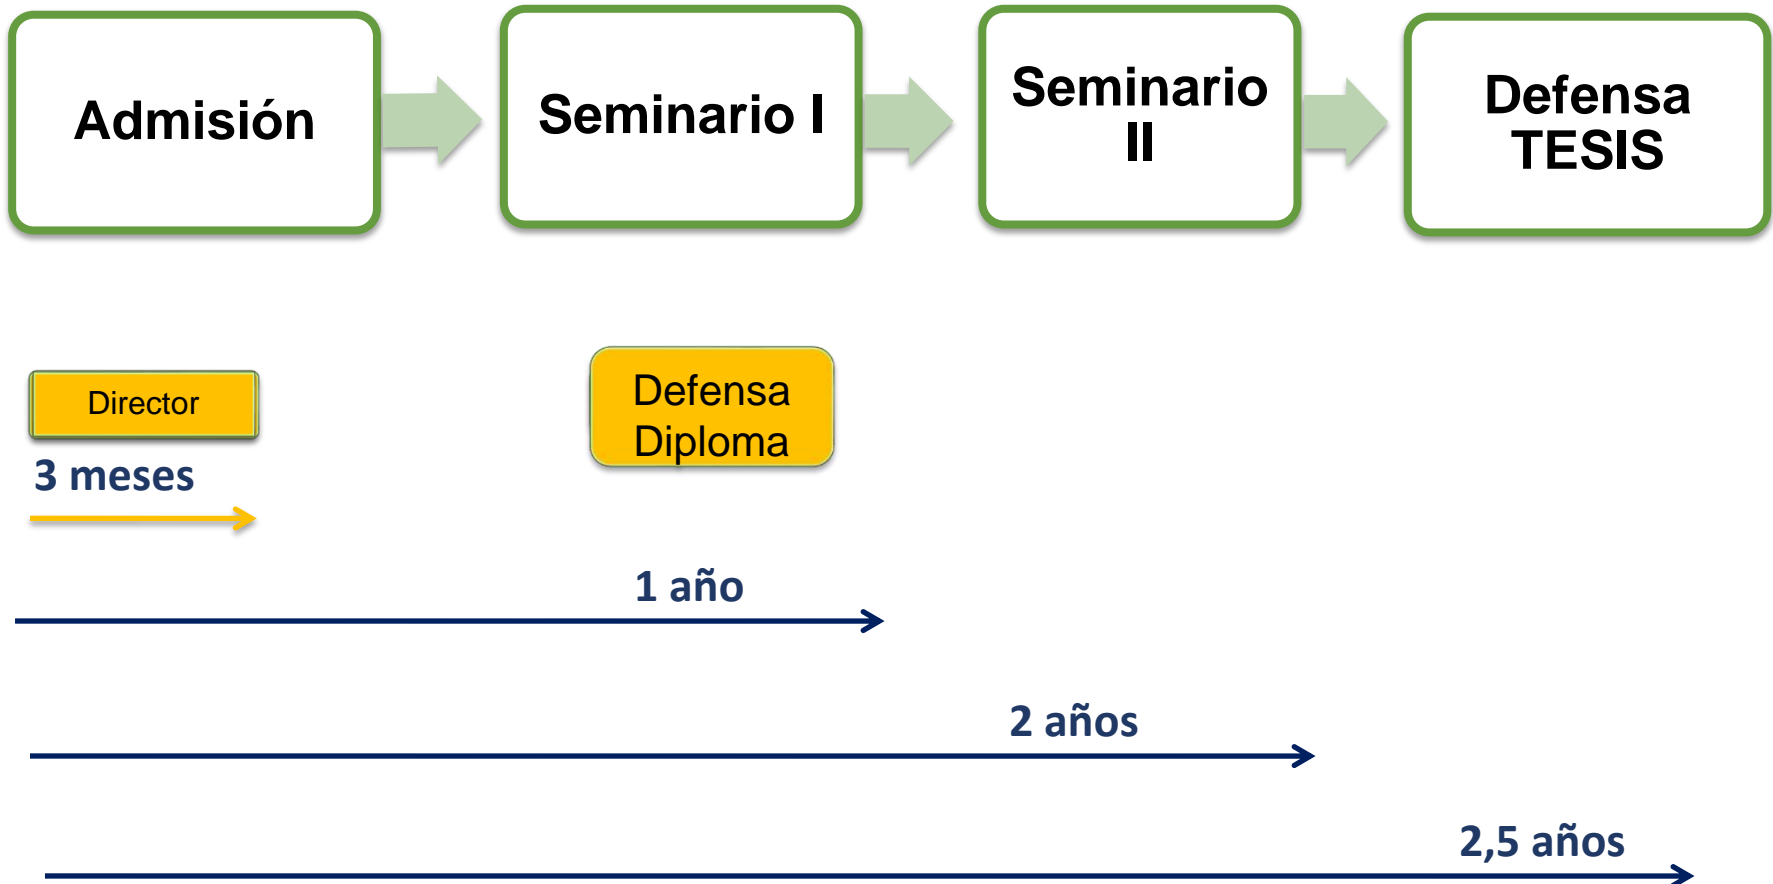 Admisión
Seminario I
Seminario
II
Defensa
TESIS
Director
Defensa
Diploma
3 meses
1 año
2 años
2,5 años